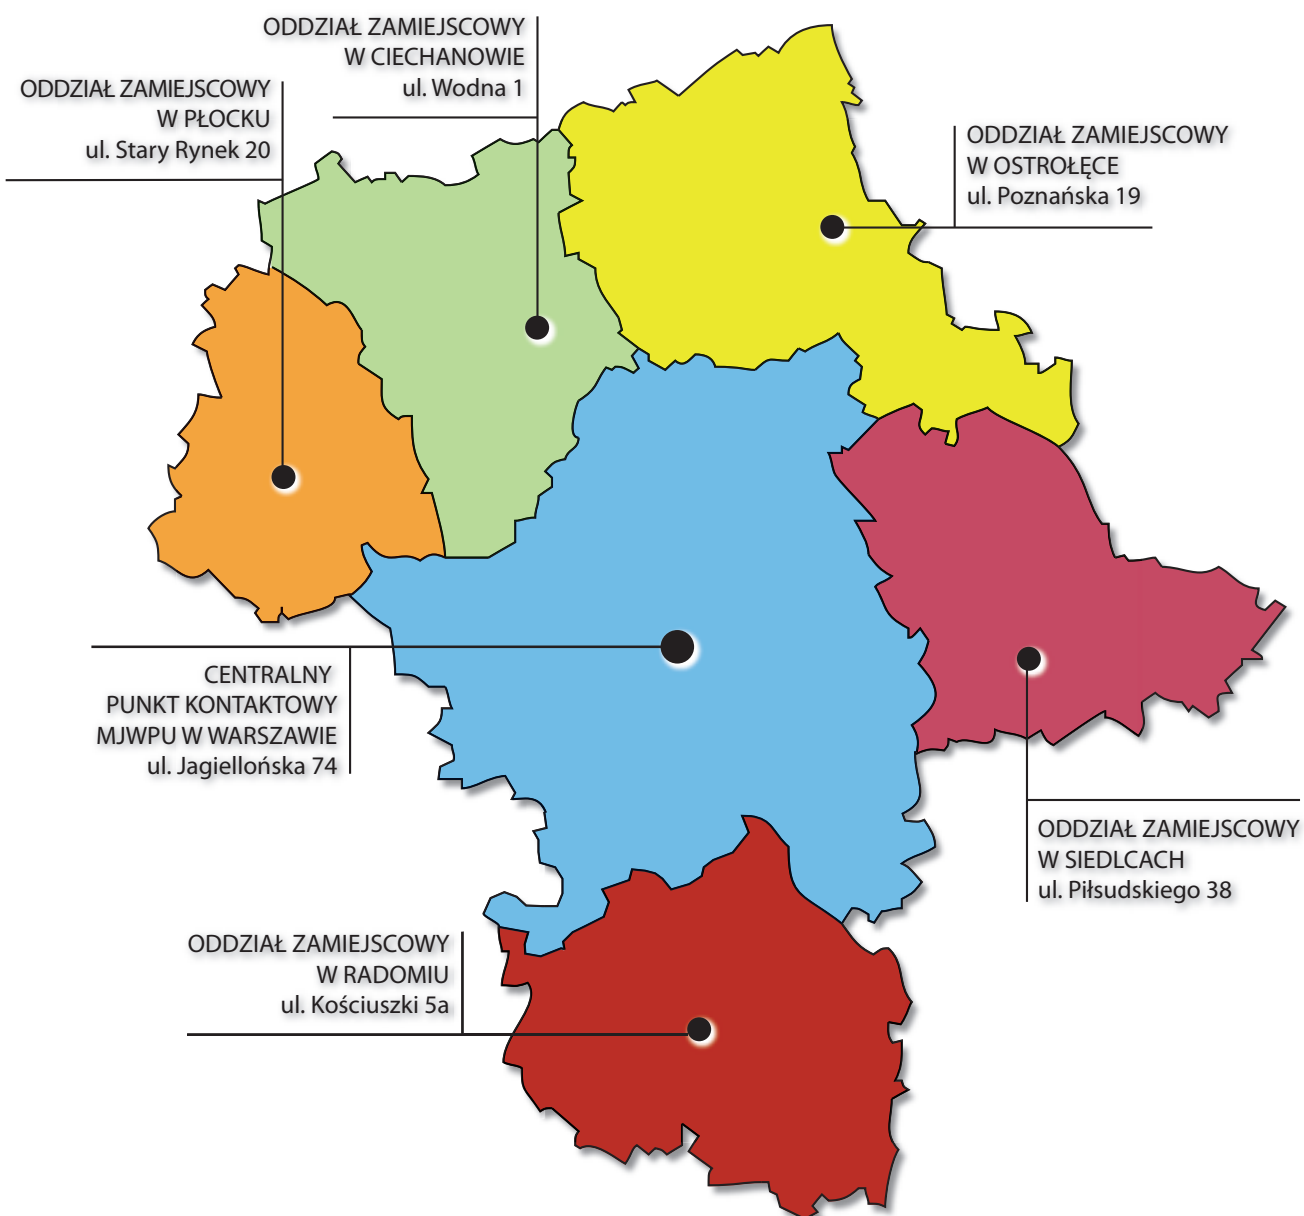 ODDZIAŁ ZAMIEJSCOWY
W CIECHANOWIE
ul. Wodna 1
ODDZIAŁ ZAMIEJSCOWY
W PŁOCKU
ul. Stary Rynek 20
ODDZIAŁ ZAMIEJSCOWY
W OSTROŁĘCE
ul. Poznańska 19
CENTRALNY
PUNKT KONTAKTOWY
MJWPU W WARSZAWIE
ul. Jagiellońska 74
ODDZIAŁ ZAMIEJSCOWY
W SIEDLCACH
ul. Piłsudskiego 38
ODDZIAŁ ZAMIEJSCOWY
W RADOMIU
ul. Kościuszki 5a